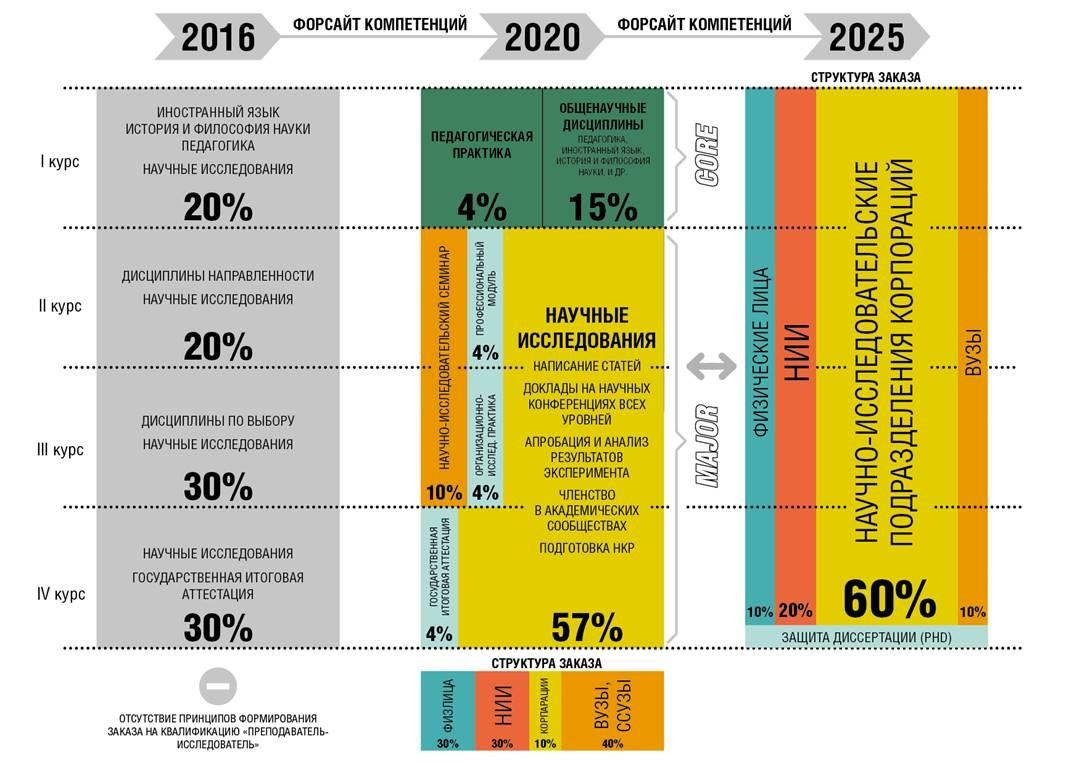 2016
ФОРСАЙТ КОМПЕТЕНЦИЙ
2020
ФОРСАЙТ КОМПЕТЕНЦИЙ
2025
СТРУКТУРА ЗАКАЗА
I курс
ИНОСТРАННЫЙ ЯЗЫК
ИСТОРИЯ И ФИЛОСОФИЯ НАУКИ
ПЕДАГОГИКА
НАУЧНЫЕ ИССЛЕДОВАНИЯ
20%
II курс
ДИСЦИПЛИНЫ НАПРАВЛЕННОСТИ
НАУЧНЫЕ ИССЛЕДОВАНИЯ
20%
III курс
ДИСЦИПЛИНЫ ПО ВЫБОРУ
НАУЧНЫЕ ИССЛЕДОВАНИЯ
30%
IV курс
НАУЧНЫЕ ИССЛЕДОВАНИЯ
ГОСУДАРСТВЕННАЯ ИТОГОВАЯ
АТТЕСТАЦИЯ
30%
ОТСУТСТВИЕ ПРИНЦИПОВ ФОРМИРОВАНИЯ
ЗАКАЗА НА КВАЛИФИКАЦИЮ «ПРЕПОДАВАТЕЛЬ-
ИССЛЕДОВАТЕЛЬ»
ПЕДАГОГИЧЕСКАЯ
ПРАКТИКА
4%
ОБЩЕНАУЧНЫЕ
ДИСЦИПЛИНЫ
ПЕДАГОГИКА,
ИНОСТРАННЫЙ ЯЗЫК,
ИСТОРИЯ И ФИЛОСОФИЯ
НАУКИ, И ДР.
15%
CORE
НАУЧНО-ИССЛЕДОВАТЕЛЬСКИЙ СЕМИНАР
10%
ПРОФЕССИОНАЛЬНЫЙ
МОДУЛЬ
4%
ОРГАНИЗАЦИОННО-
ИССЛЕД. ПРАКТИКА
4%
ГОСУДАРСТВЕННАЯ
ИТОГОВАЯ АТТЕСТАЦИЯ
4%
НАУЧНЫЕ
ИССЛЕДОВАНИЯ
НАПИСАНИЕ СТАТЕЙ
ДОКЛАДЫ НА НАУЧНЫХ
КОНФЕРЕНЦИЯХ ВСЕХ
УРОВНЕЙ
АПРОБАЦИЯ И АНАЛИЗ
РЕЗУЛЬТАТОВ
ЭКСПЕРИМЕНТА
ЧЛЕНСТВО
В АКАДЕМИЧЕСКИХ
СООБЩЕСТВАХ
ПОДГОТОВКА НКР
57%
MAJOR
СТРУКТУРА ЗАКАЗА
ФИЗЛИЦА
30%
НИИ
30%
КОРПАРАЦИИ
10%
ВУЗЫ,
ССУЗЫ
40%
ФИЗИЧЕСКИЕ ЛИЦА
10%
НИИ
20%
НАУЧНО-ИССЛЕДОВАТЕЛЬСКИЕ
ПОДРАЗДЕЛЕНИЯ КОРПОРАЦИЙ
60%
ВУЗЫ
10%
ЗАЩИТА ДИССЕРТАЦИИ (PHD)